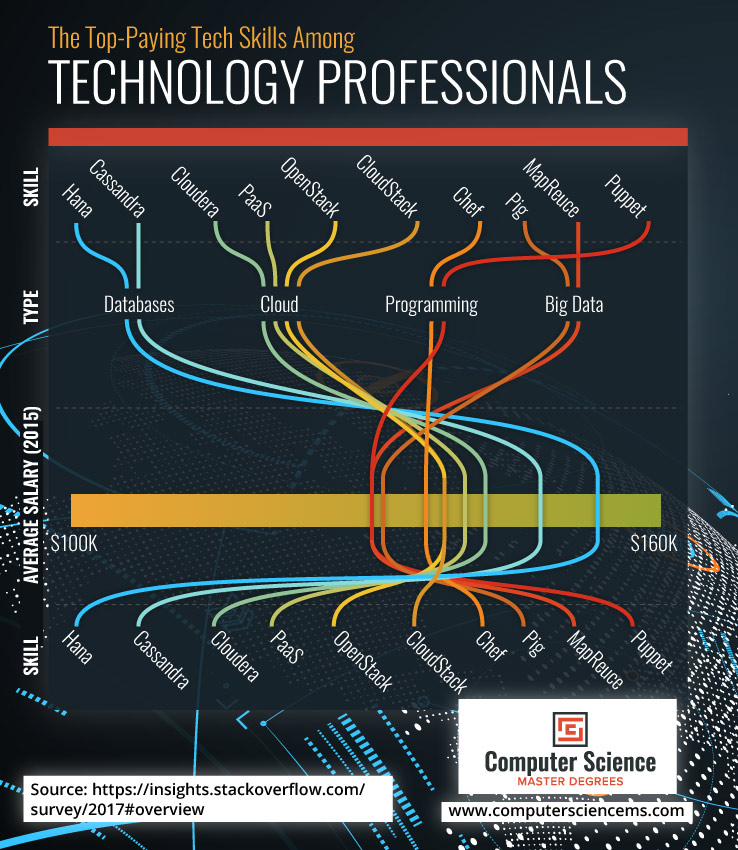 The Top-Paying Tech Skills Among
TECHNOLOGY PROFESSIONALS
SKILL
Hana
Cassandra
Cloudera
PaaS
OpenStack
CloudStack
Chef
Pig
MapReuce
Puppet
TYPE
Databases
Cloud
Programming
Big Data
AVERAGE SALARY (2015)
$100K
$160K
SKILL
Hana
Cassandra
Cloudera
PaaS
OpenStack
CloudStack
Chef
Pig
MapReuce
Puppet
Computer Science
MASTER DEGREES
Source: https://insights.stackoverflow.com/
survey/2017#overview
www.computersciencems.com